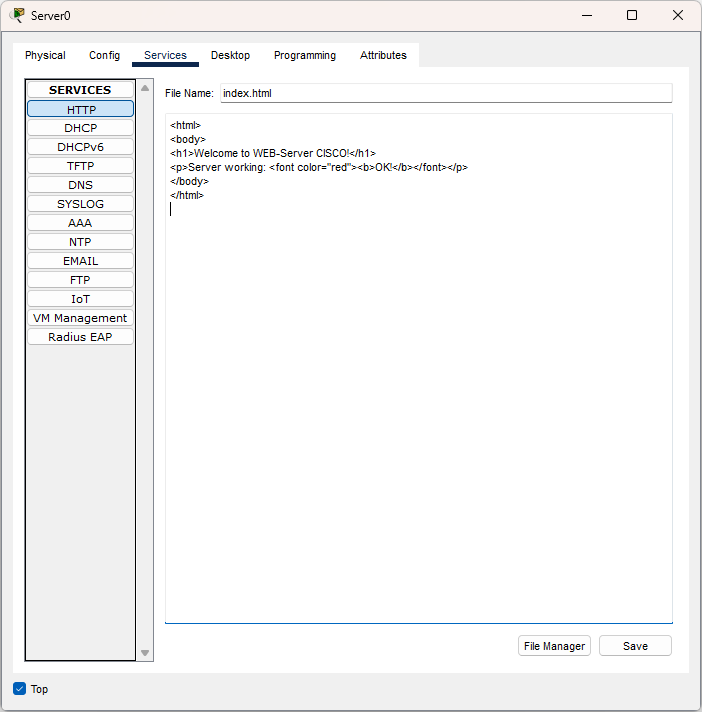 Server0
Physical Config Services Desktop Programming Attributes
SERVICES
HTTP
DHCP
DHCPv6
TFTP
DNS
SYSLOG
AAA
NTP
EMAIL
FTP
IoT
VM Management
Radius EAP
File Name: index.html
<html>
<body>
<h1>Welcome to WEB-Server CISCO!</h1>
<p>Server working: <font color="red"><b>OK!</b></font></p>
</body>
</html>
File Manager Save
Top